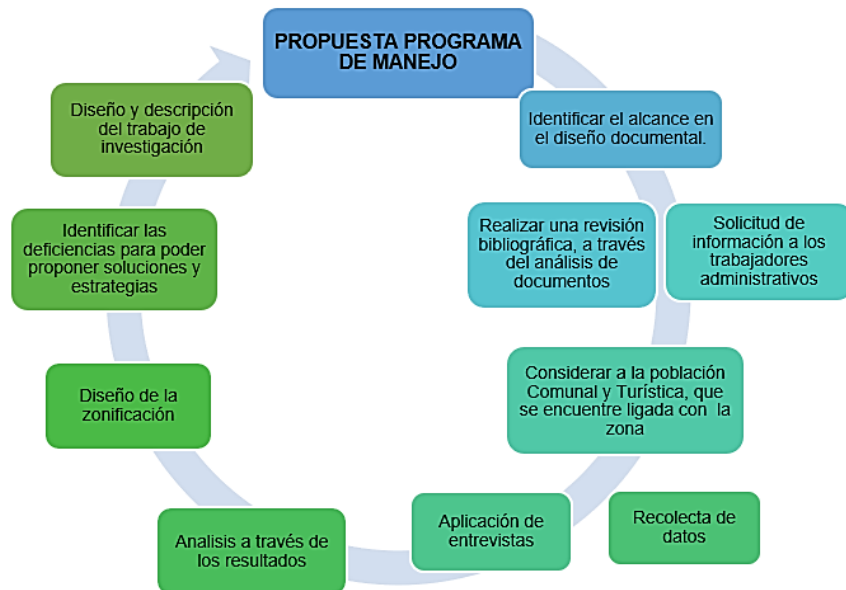 PROPUESTA PROGRAMA
DE MANEJO
Identificar el alcance en
el diseño documental.
Realizar una revisión
bibliográfica, a través
del análisis de
documentos
Solicitud de
información a los
trabajadores
administrativos
Considerar a la población
Comunal y Turística, que
se encuentre ligada con la
zona
Recolecta de
datos
Aplicación de
entrevistas
Analisis a través de
los resultados
Diseño de la
zonificación
Identificar las
deficiencias para poder
proponer soluciones y
estrategias
Diseño y descripción
del trabajo de
investigación